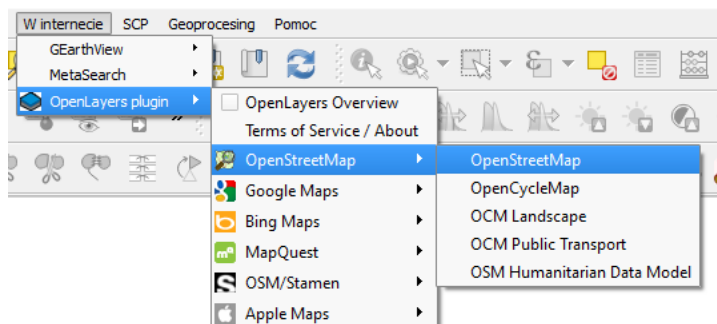 W internecie SCP Geoprocesing Pomoc
GEarthView
MetaSearch
OpenLayers plugin
OpenLayers Overview
Terms of Service / About
OpenStreetMap
Google Maps
Bing Maps
MapQuest
OSM/Stamen
Apple Maps
OpenStreetMap
OpenCycleMap
OCM Landscape
OCM Public Transport
OSM Humanitarian Data Model